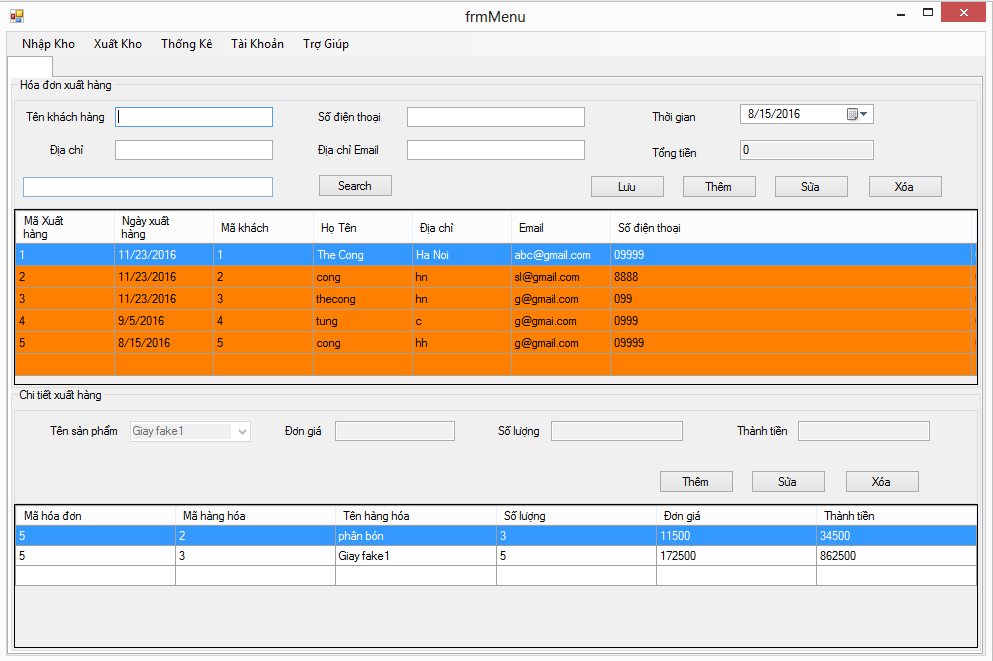 frmMenu
Nhập Kho Xuất Kho Thống Kê Tài Khoản Trợ Giúp
Hóa đơn xuất hàng
Tên khách hàng Số điện thoại Thời gian 8/15/2016
Địa chỉ Địa chỉ Email Tổng tiền 0
Search Lưu Thêm Sửa Xóa
Mã Xuất hàng Ngày xuất hàng Mã khách Họ Tên Địa chỉ Email Số điện thoại
1 11/23/2016 1 The Cong Ha Noi abc@gmail.com 09999
2 11/23/2016 2 cong hn sl@gmail.com 8888
3 11/23/2016 3 thecong hn g@gmail.com 099
4 9/5/2016 4 tung c g@gmai.com 0999
5 8/15/2016 5 cong hh g@gmail.com 09999
Chi tiết xuất hàng
Tên sản phẩm Giay fake1 Đơn giá Số lượng Thành tiền
Thêm Sửa Xóa
Mã hóa đơn Mã hàng hóa Tên hàng hóa Số lượng Đơn giá Thành tiền
5 2 phân bón 3 11500 34500
5 3 Giay fake1 5 172500 862500